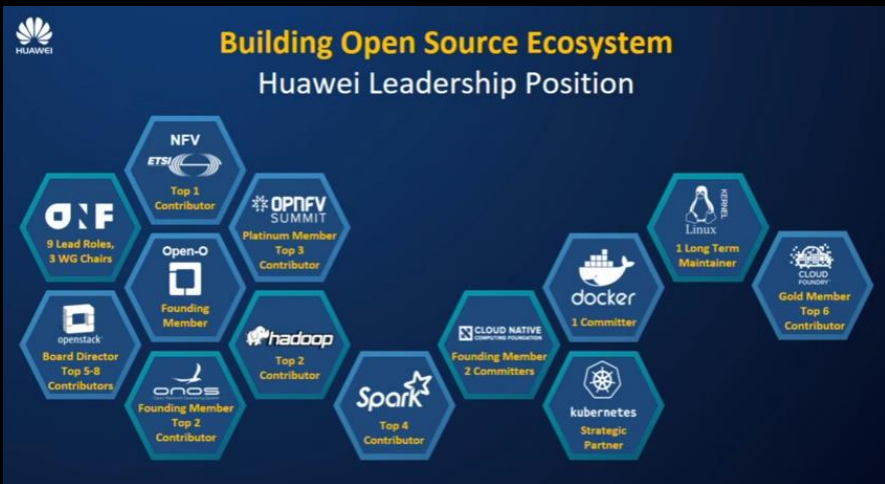 HUAWEI
Building Open Source Ecosystem
Huawei Leadership Position
NFV
ETSI
Top 1
Contributor
ONF
9 Lead Roles,
3 WG Chairs
OPNFV
SUMMIT
Platinum Member
Top 3
Contributor
Open-O
Founding
Member
openstack
Board Director
Top 5-8
Contributors
onos
Open Network Operating System
Founding Member
Top 2
Contributor
hadoop
Top 2
Contributor
Spark
Top 4
Contributor
CLOUD NATIVE
COMPUTING FOUNDATION
Founding Member
2 Committers
docker
1 Committer
kubernetes
Strategic
Partner
KERNEL
Linux
1 Long Term
Maintainer
CLOUD
FOUNDRY
Gold Member
Top 6
Contributor